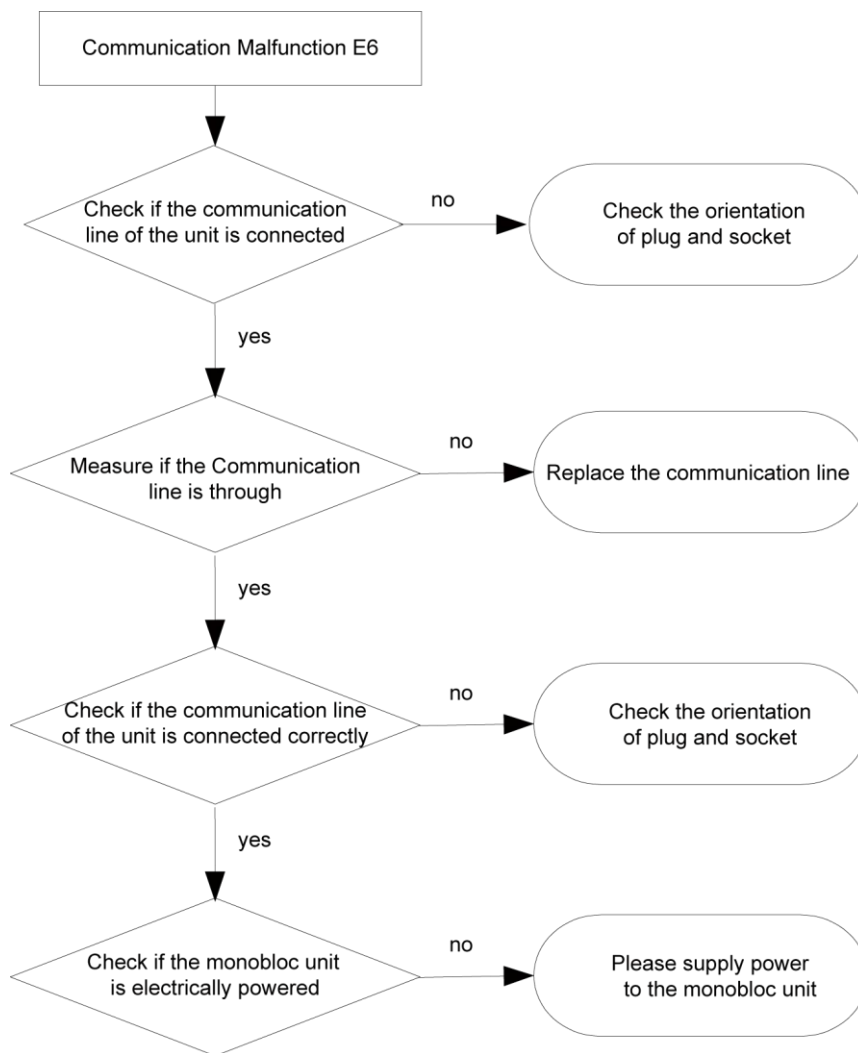 Communication Malfunction E6
Check if the communication
line of the unit is connected
no
Check the orientation
of plug and socket
yes
Measure if the Communication
line is through
no
Replace the communication line
yes
Check if the communication line
of the unit is connected correctly
no
Check the orientation
of plug and socket
yes
Check if the monobloc unit
is electrically powered
no
Please supply power
to the monobloc unit